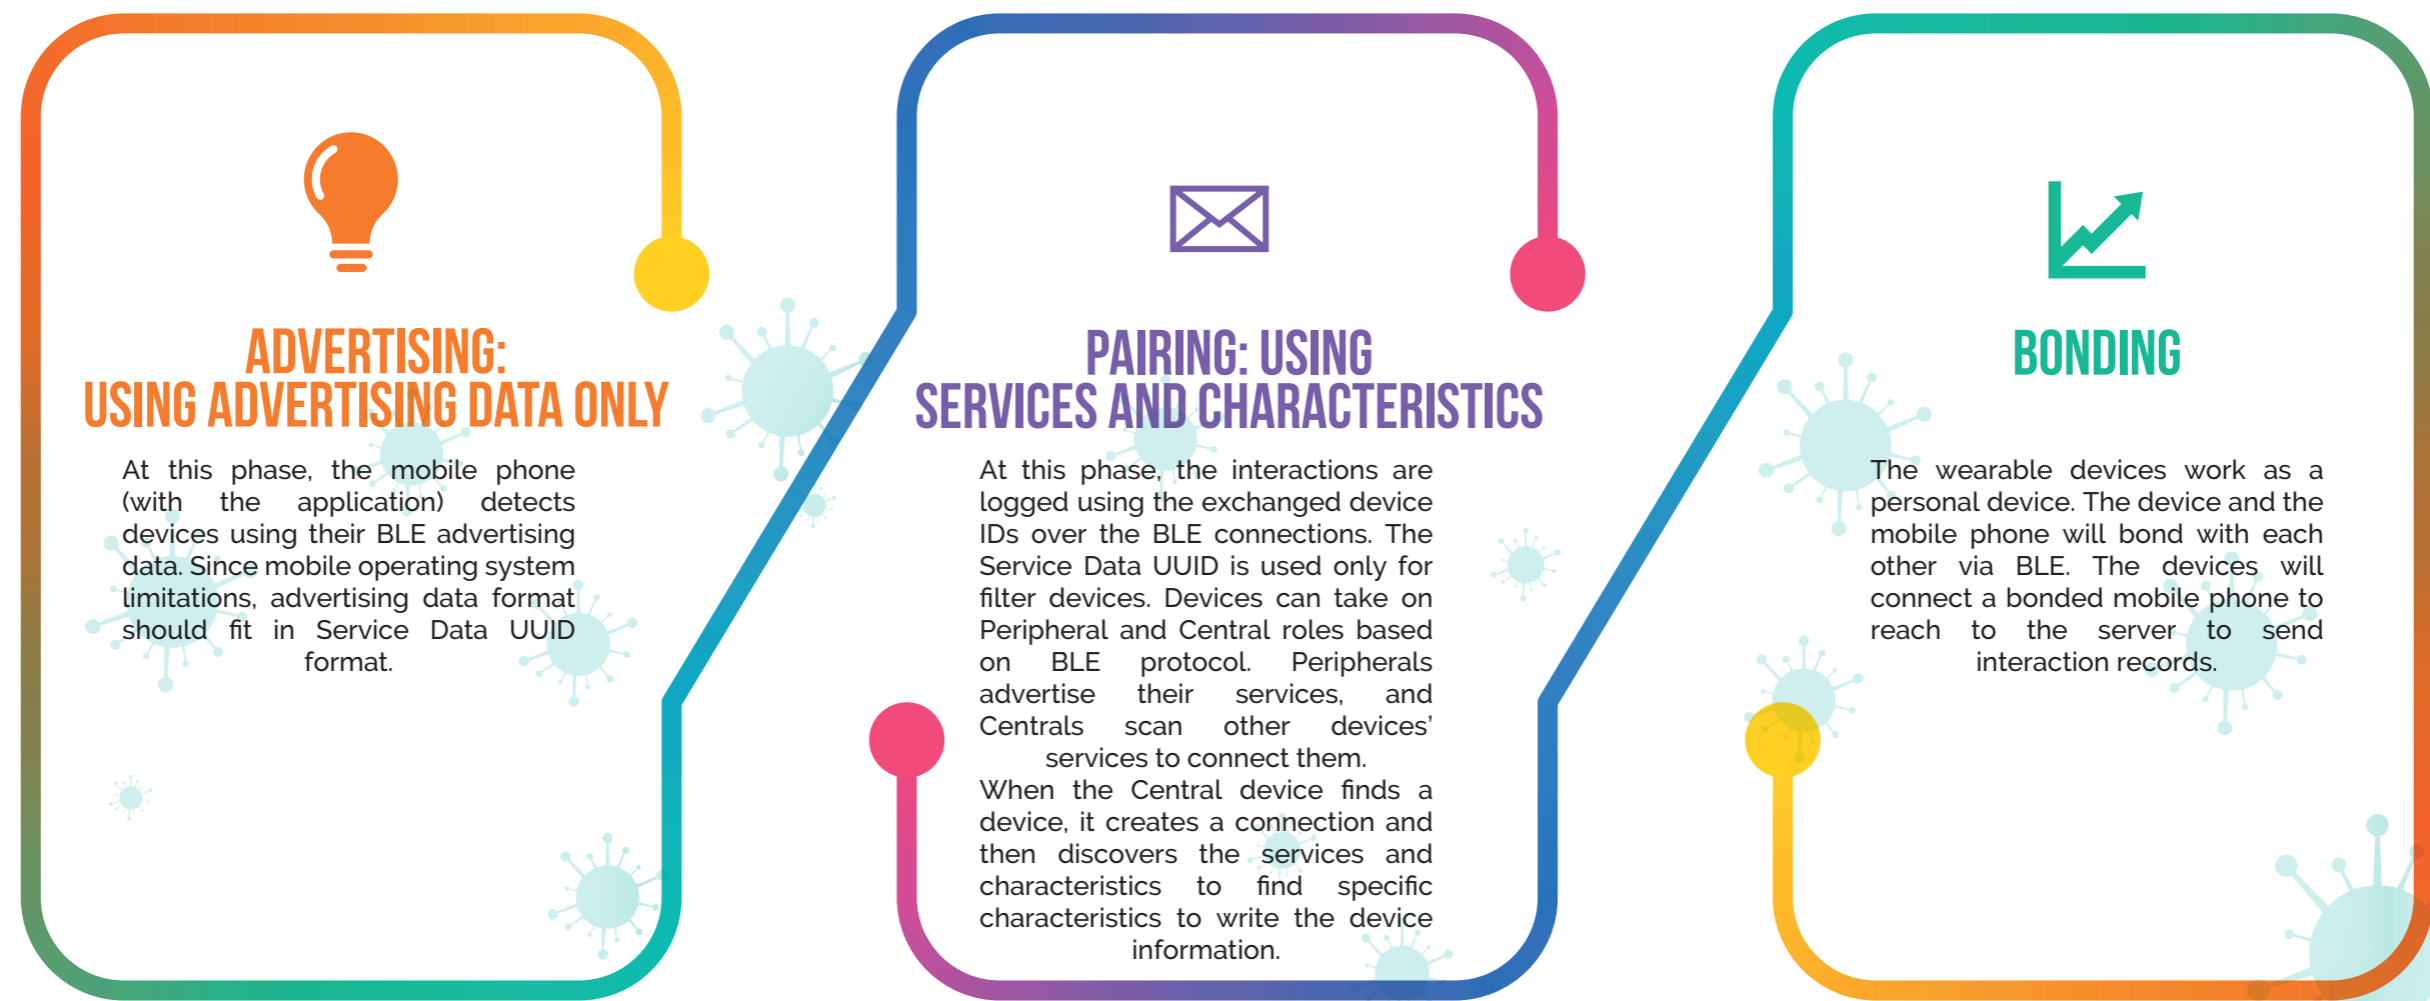 ADVERTISING:
USING ADVERTISING DATA ONLY
At this phase, the mobile phone
(with the application) detects
devices using their BLE advertising
data. Since mobile operating system
limitations, advertising data format
should fit in Service Data UUID
format.
PAIRING: USING
SERVICES AND CHARACTERISTICS
At this phase, the interactions are
logged using the exchanged device
IDs over the BLE connections. The
Service Data UUID is used only for
filter devices. Devices can take on
Peripheral and Central roles based
on BLE protocol. Peripherals
advertise their services, and
Centrals scan other devices’
services to connect them.
When the Central device finds a
device, it creates a connection and
then discovers the services and
characteristics to find specific
characteristics to write the device
information.
BONDING
The wearable devices work as a
personal device. The device and the
mobile phone will bond with each
other via BLE. The devices will
connect a bonded mobile phone to
reach to the server to send
interaction records.